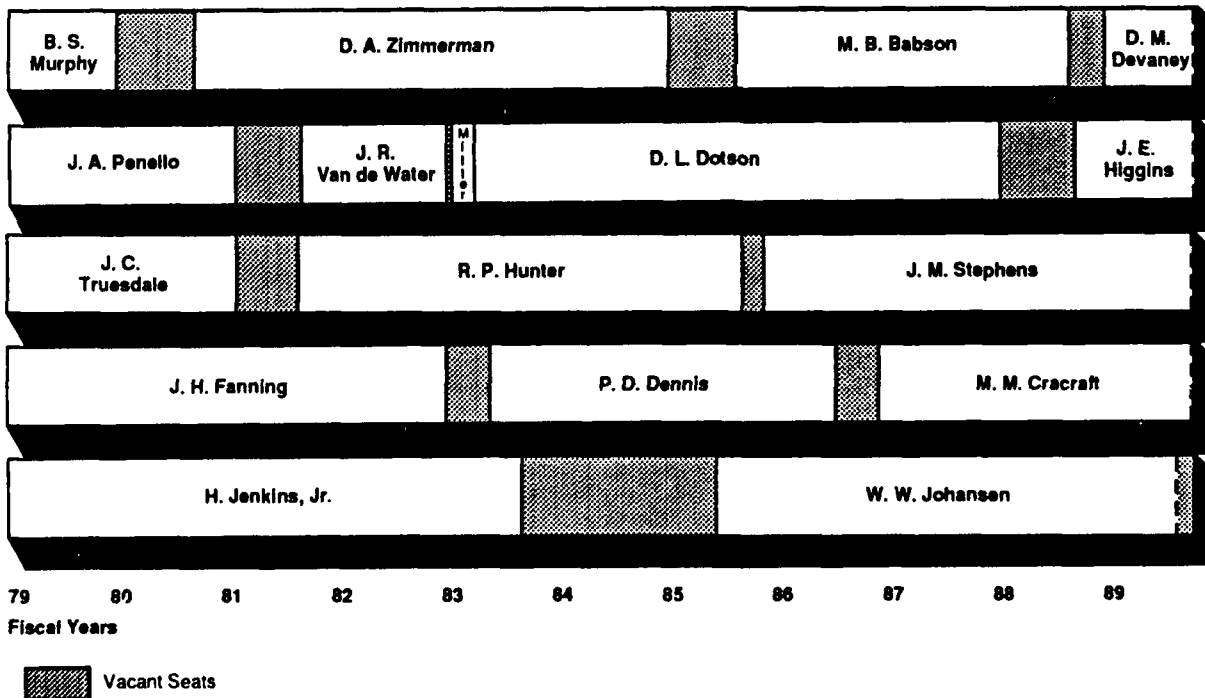 B. S.
Murphy
D. A. Zimmerman
M. B. Babson
D. M.
Devaney
J. A. Penello
J. R.
Van de Water
Miller
D. L. Dotson
J. E.
Higgins
J. C.
Truesdale
R. P. Hunter
J. M. Stephens
J. H. Fanning
P. D. Dennis
M. M. Cracraft
H. Jenkins, Jr.
W. W. Johansen
79 80 81 82 83 84 85 86 87 88 89
Fiscal Years
Vacant Seats